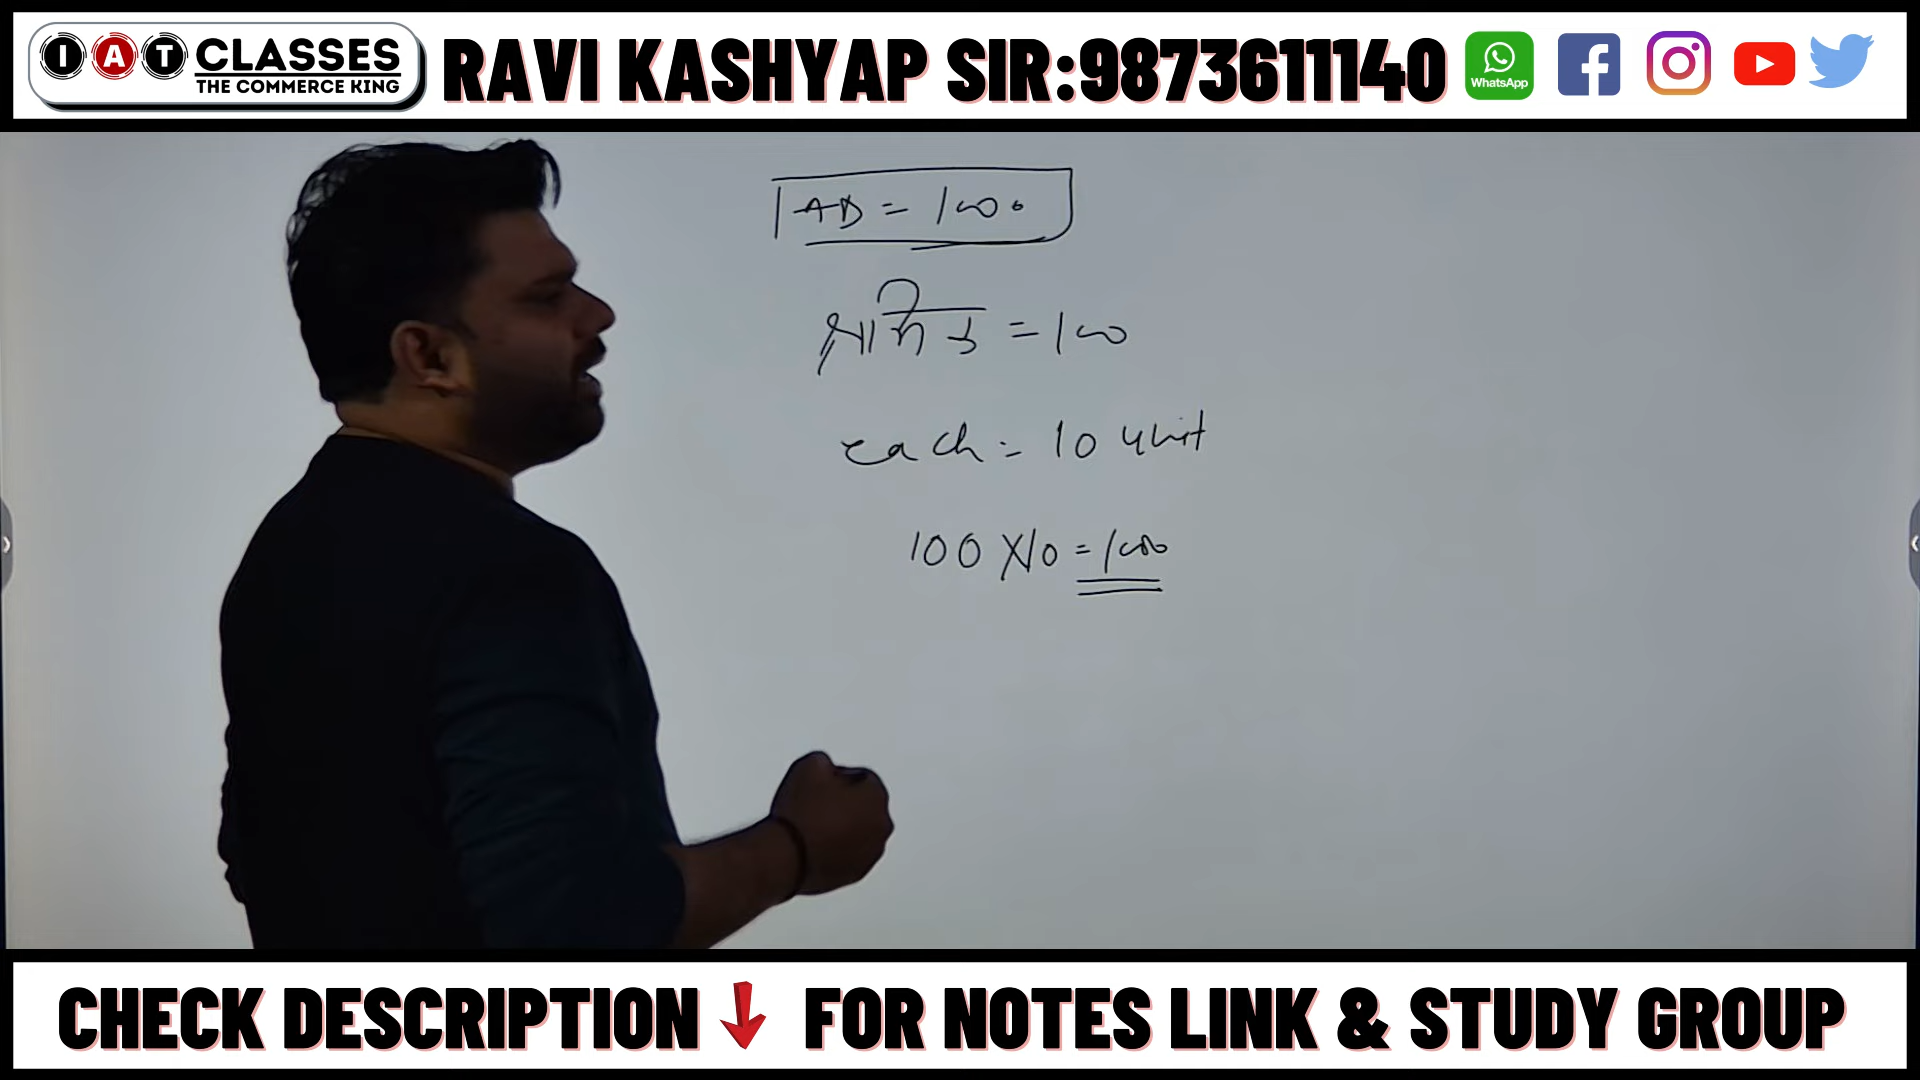 IAT CLASSES
THE COMMERCE KING
RAVI KASHYAP SIR:9873611140
WhatsApp
AD = 1000
श्रमिक = 100
each = 10 unit
100 X10 = 1000
CHECK DESCRIPTION FOR NOTES LINK & STUDY GROUP